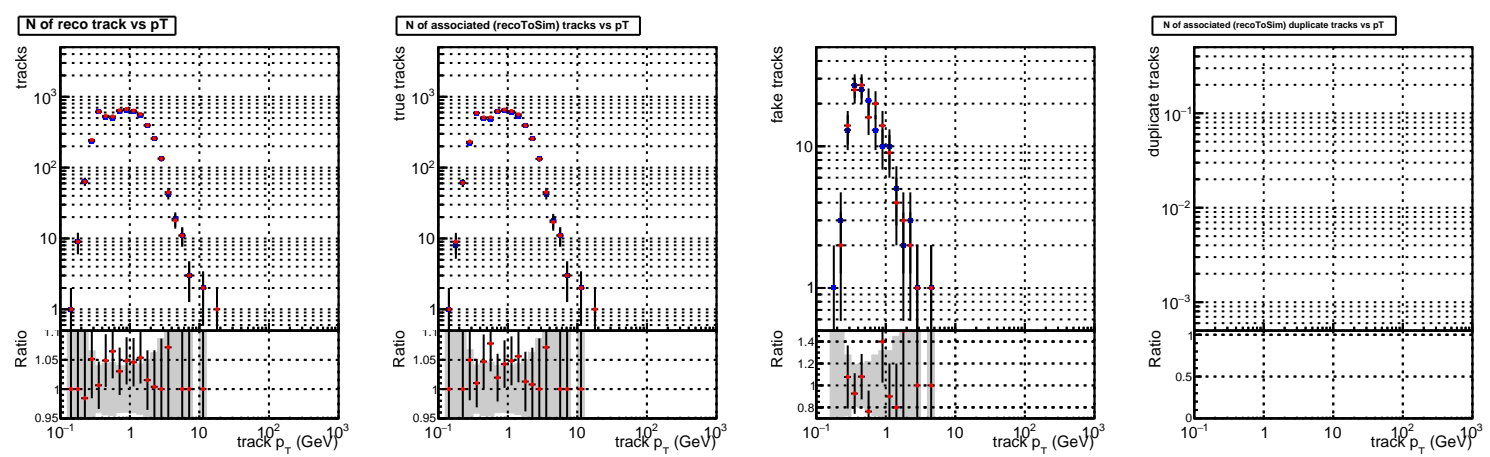 N of reco track vs pT
tracks
10³
10²
10
1
Ratio
1.1
1.05
1
0.95
10⁻¹ 1 10 10² 10³
track p_T (GeV)
N of associated (recoToSim) tracks vs pT
true tracks
10³
10²
10
1
Ratio
1.1
1.05
1
0.95
10⁻¹ 1 10 10² 10³
track p_T (GeV)
fake tracks
10
1
Ratio
1.4
1.2
1
0.8
10⁻¹ 1 10 10² 10³
track p_T (GeV)
N of associated (recoToSim) duplicate tracks vs pT
duplicate tracks
10⁻¹
10⁻²
10⁻³
Ratio
1
0.5
0
10⁻¹ 1 10 10² 10³
track p_T (GeV)